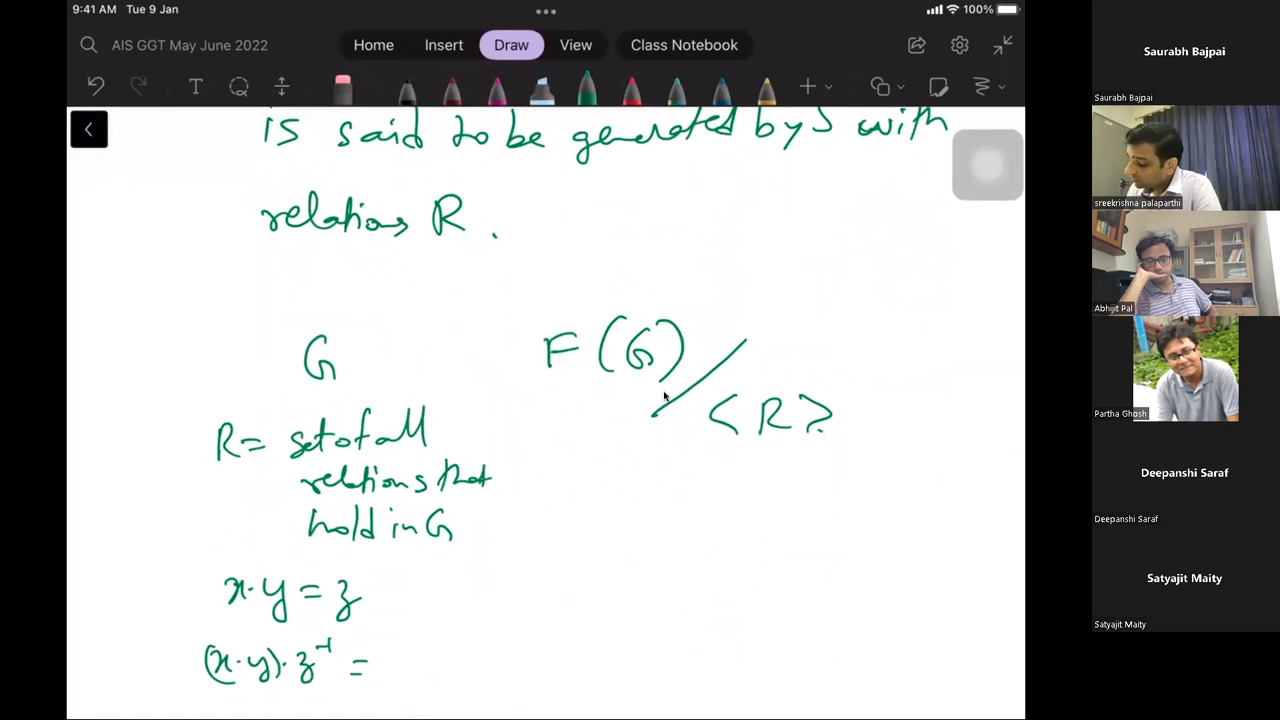 9:41 AM Tue 9 Jan
100%
AIS GGT May June 2022
Home Insert Draw View Class Notebook
T
is said to be generated by S with
relations R.
G
F(G)/<R>
R = set of all
relations that
hold in G
x·y = z
(x·y)·z⁻¹ =
Saurabh Bajpai
Saurabh Bajpai
sreekrishna palaparthi
Abhijit Pal
Partha Ghosh
Deepanshi Saraf
Deepanshi Saraf
Satyajit Maity
Satyajit Maity